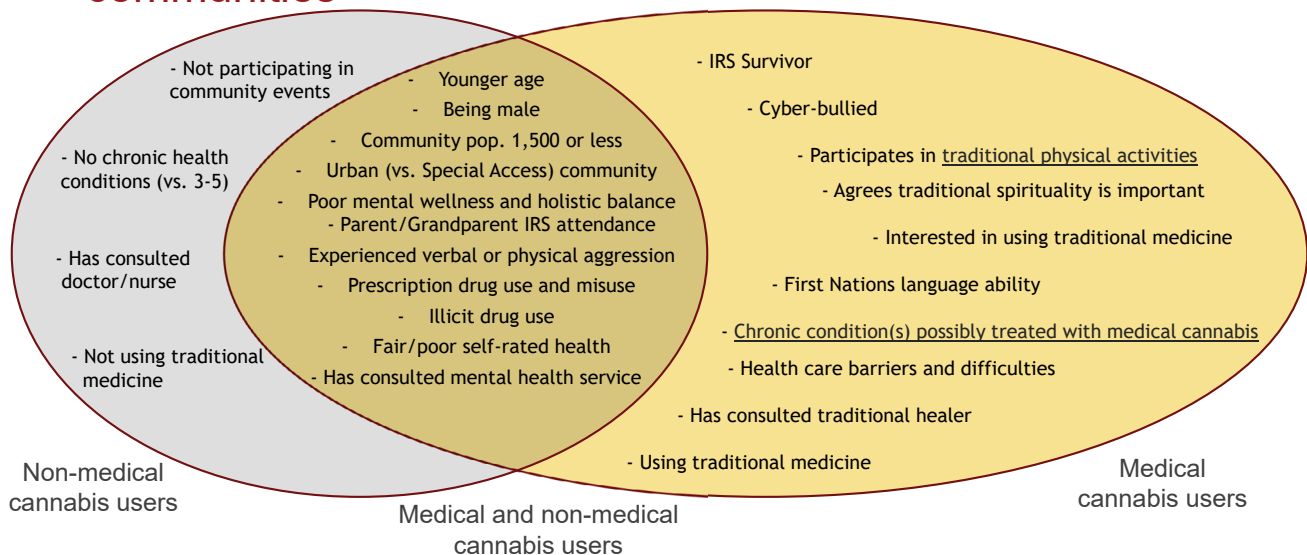 communities
- Not participating in
community events
- No chronic health
conditions (vs. 3-5)
- Has consulted
doctor/nurse
- Not using traditional
medicine
- Younger age
- Being male
- Community pop. 1,500 or less
- Urban (vs. Special Access) community
- Poor mental wellness and holistic balance
- Parent/Grandparent IRS attendance
- Experienced verbal or physical aggression
- Prescription drug use and misuse
- Illicit drug use
- Fair/poor self-rated health
- Has consulted mental health service
- IRS Survivor
- Cyber-bullied
- Participates in traditional physical activities
- Agrees traditional spirituality is important
- Interested in using traditional medicine
- First Nations language ability
- Chronic condition(s) possibly treated with medical cannabis
- Health care barriers and difficulties
- Has consulted traditional healer
- Using traditional medicine
Non-medical
cannabis users
Medical and non-medical
cannabis users
Medical
cannabis users